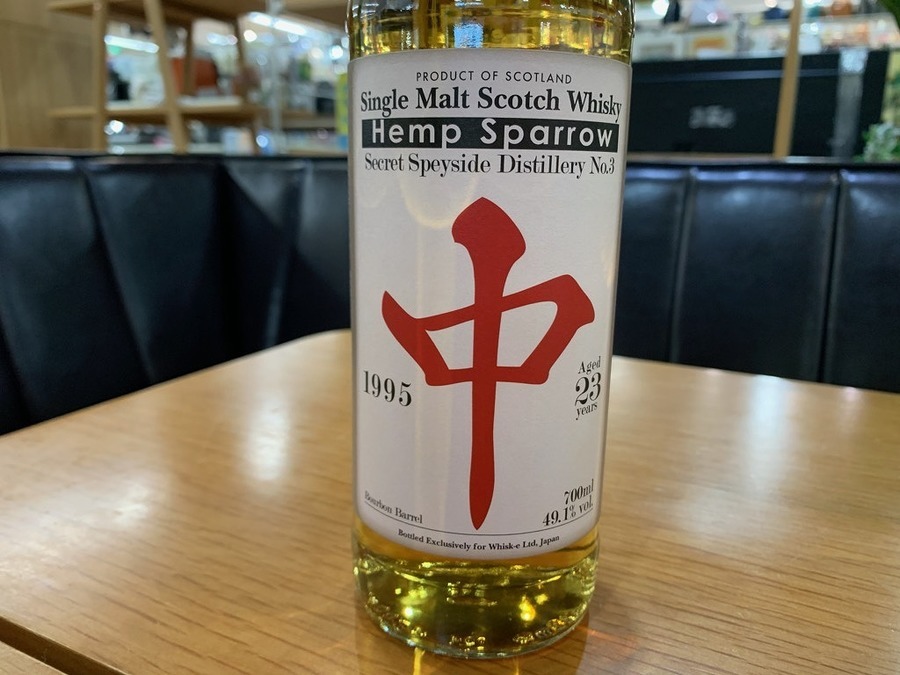 PRODUCT OF SCOTLAND
Single Malt Scotch Whisky
Hemp Sparrow
Secret Speyside Distillery No.3
中
1995
Aged
23
years
Bourbon Barrel
700ml
49.1% vol.
Bottled Exclusively for Whisk-e Ltd, Japan